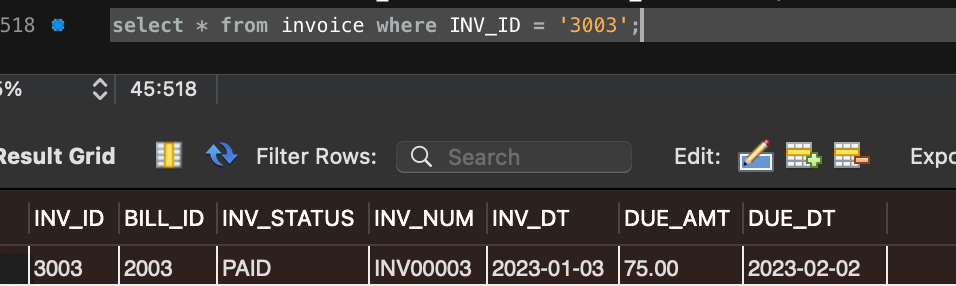 518 select * from invoice where INV_ID = '3003';
5% 45:518
Result Grid Filter Rows: Search Edit: Expo
INV_ID BILL_ID INV_STATUS INV_NUM INV_DT DUE_AMT DUE_DT
3003 2003 PAID INV00003 2023-01-03 75.00 2023-02-02